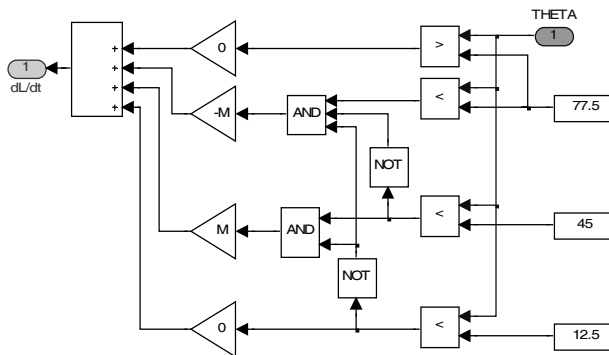 THETA
1
0
>
+
+
+
+
1
dL/dt
-M
AND
<
77.5
NOT
M
AND
<
45
NOT
0
<
12.5